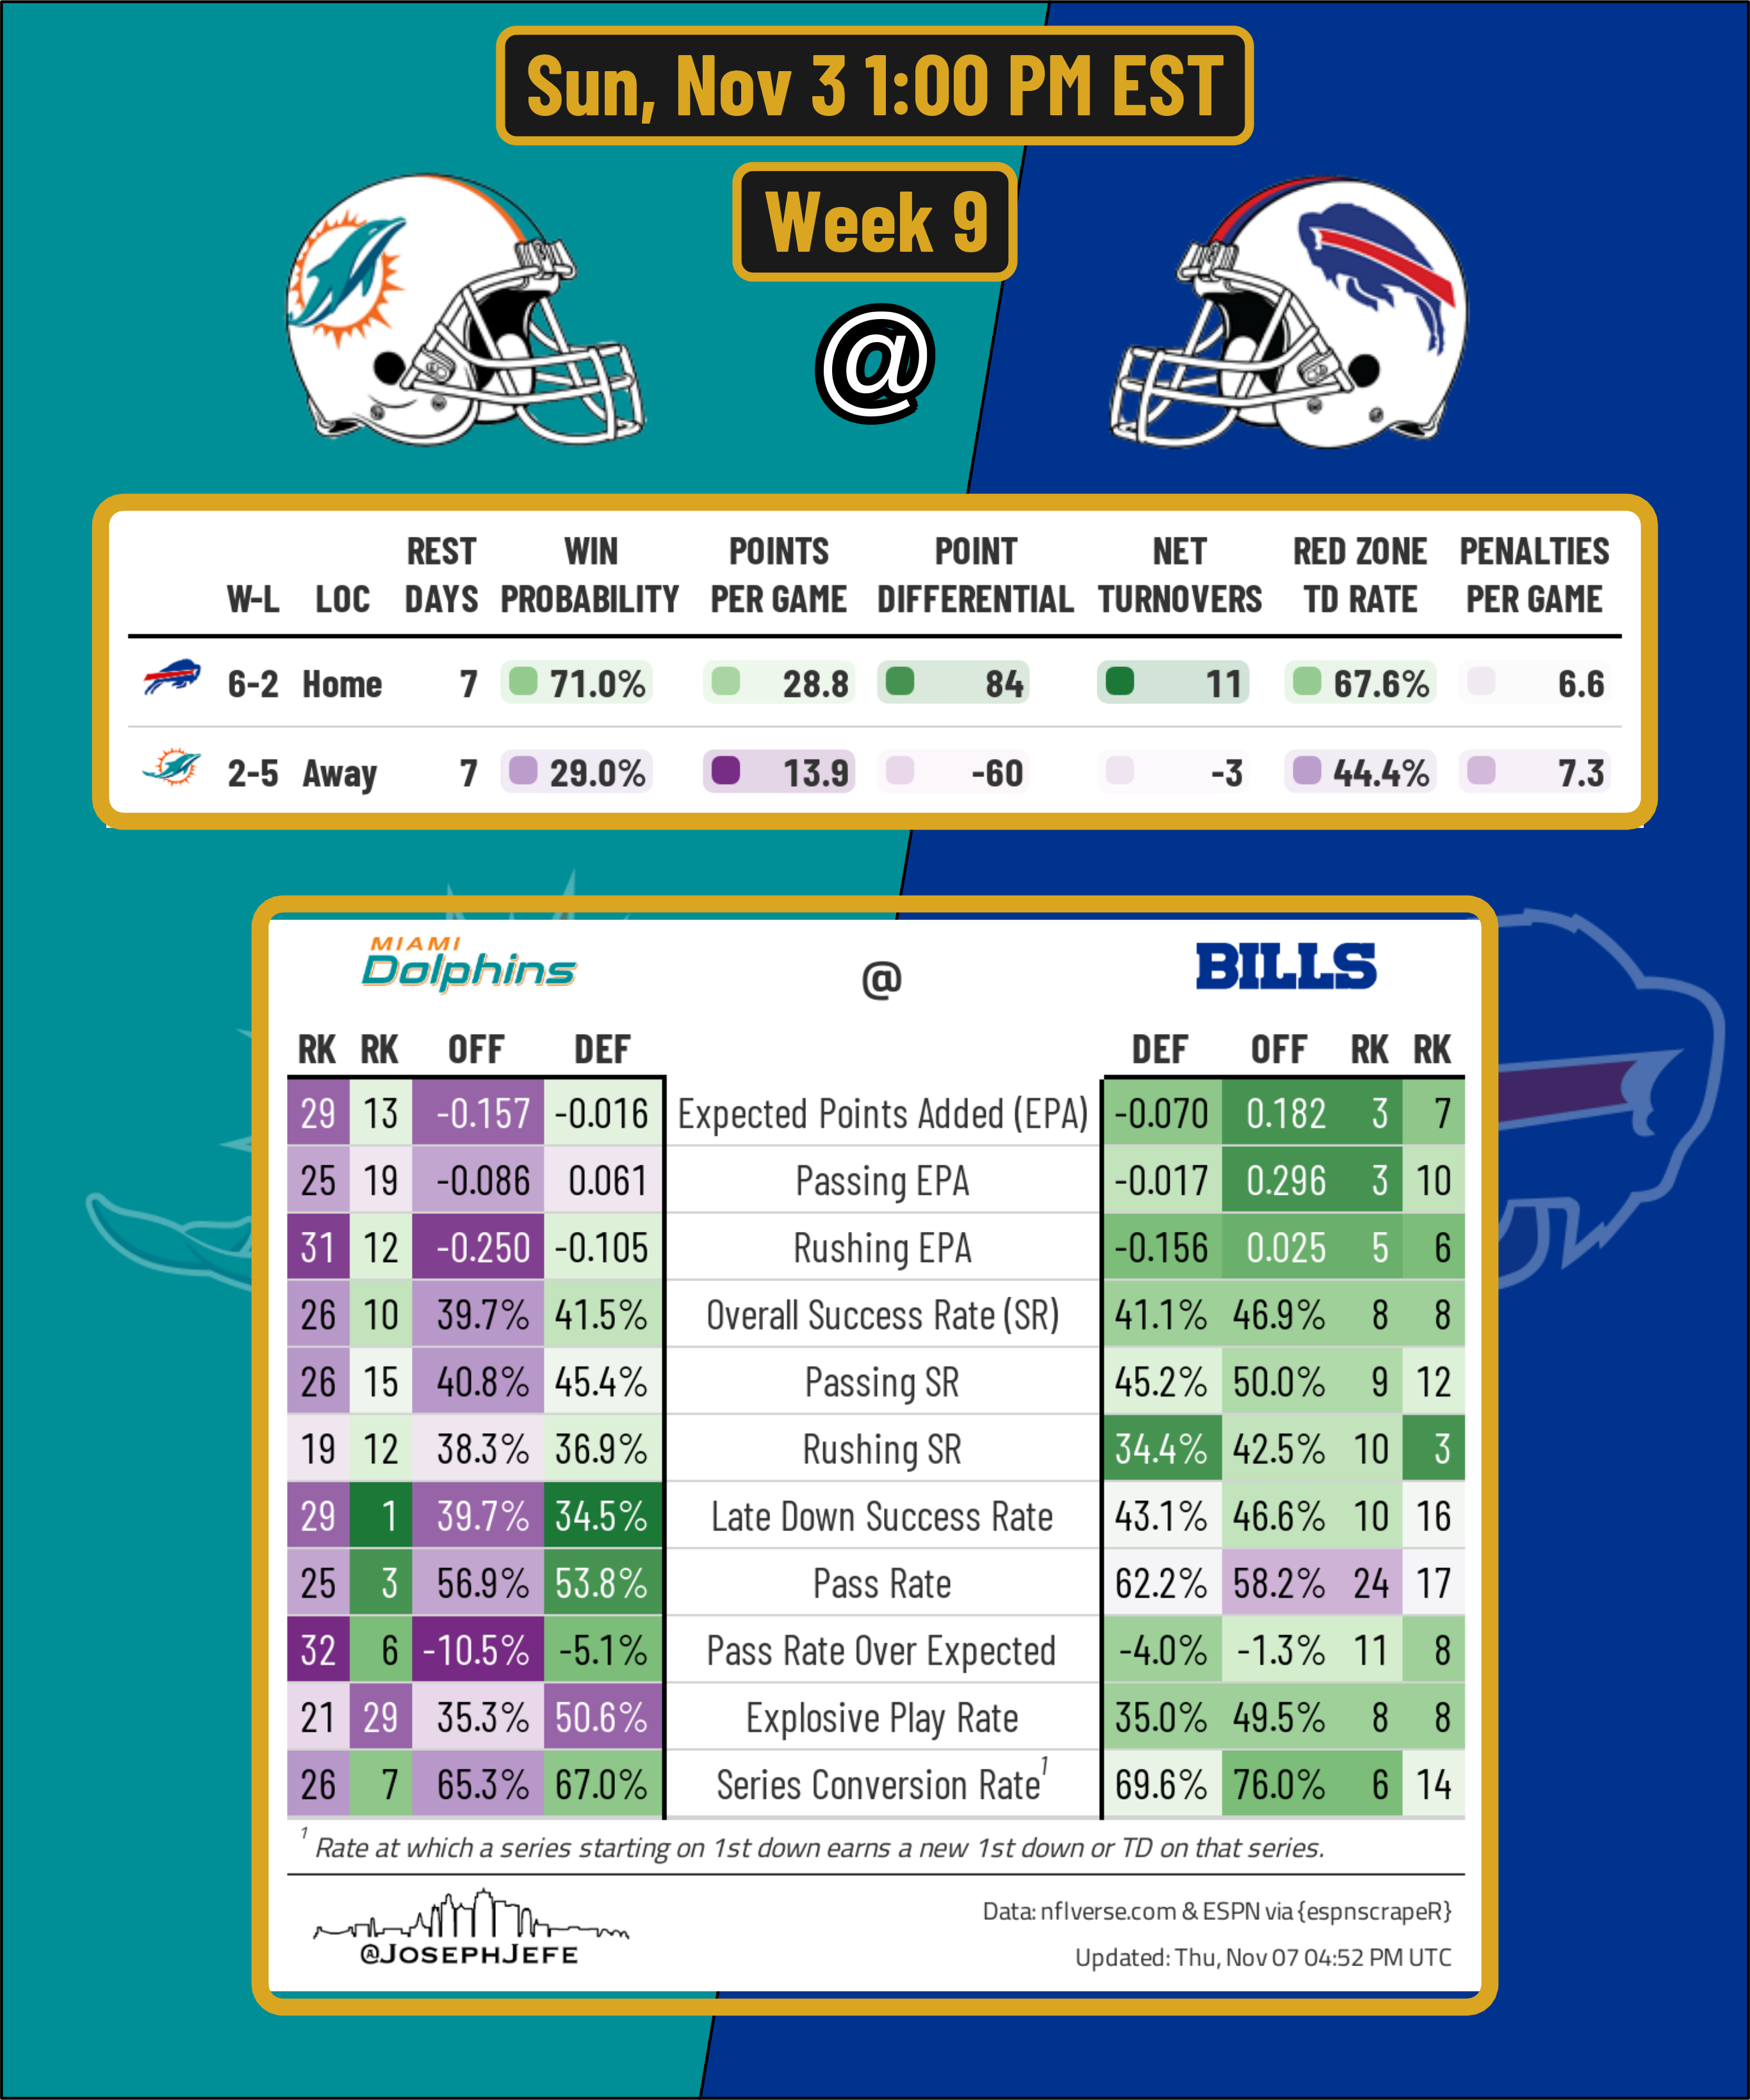 Sun, Nov 3 1:00 PM EST
Week 9
@
W-L LOC REST DAYS WIN PROBABILITY POINTS PER GAME POINT DIFFERENTIAL NET TURNOVERS RED ZONE TD RATE PENALTIES PER GAME
6-2 Home 7 71.0% 28.8 84 11 67.6% 6.6
2-5 Away 7 29.0% 13.9 -60 -3 44.4% 7.3
MIAMI Dolphins @ BILLS
RK RK OFF DEF DEF OFF RK RK
29 13 -0.157 -0.016 Expected Points Added (EPA) -0.070 0.182 3 7
25 19 -0.086 0.061 Passing EPA -0.017 0.296 3 10
31 12 -0.250 -0.105 Rushing EPA -0.156 0.025 5 6
26 10 39.7% 41.5% Overall Success Rate (SR) 41.1% 46.9% 8 8
26 15 40.8% 45.4% Passing SR 45.2% 50.0% 9 12
19 12 38.3% 36.9% Rushing SR 34.4% 42.5% 10 3
29 1 39.7% 34.5% Late Down Success Rate 43.1% 46.6% 10 16
25 3 56.9% 53.8% Pass Rate 62.2% 58.2% 24 17
32 6 -10.5% -5.1% Pass Rate Over Expected -4.0% -1.3% 11 8
21 29 35.3% 50.6% Explosive Play Rate 35.0% 49.5% 8 8
26 7 65.3% 67.0% Series Conversion Rate1 69.6% 76.0% 6 14
1 Rate at which a series starting on 1st down earns a new 1st down or TD on that series.
@JOSEPHJEFE
Data: nflverse.com & ESPN via {espnscrapeR}
Updated: Thu, Nov 07 04:52 PM UTC